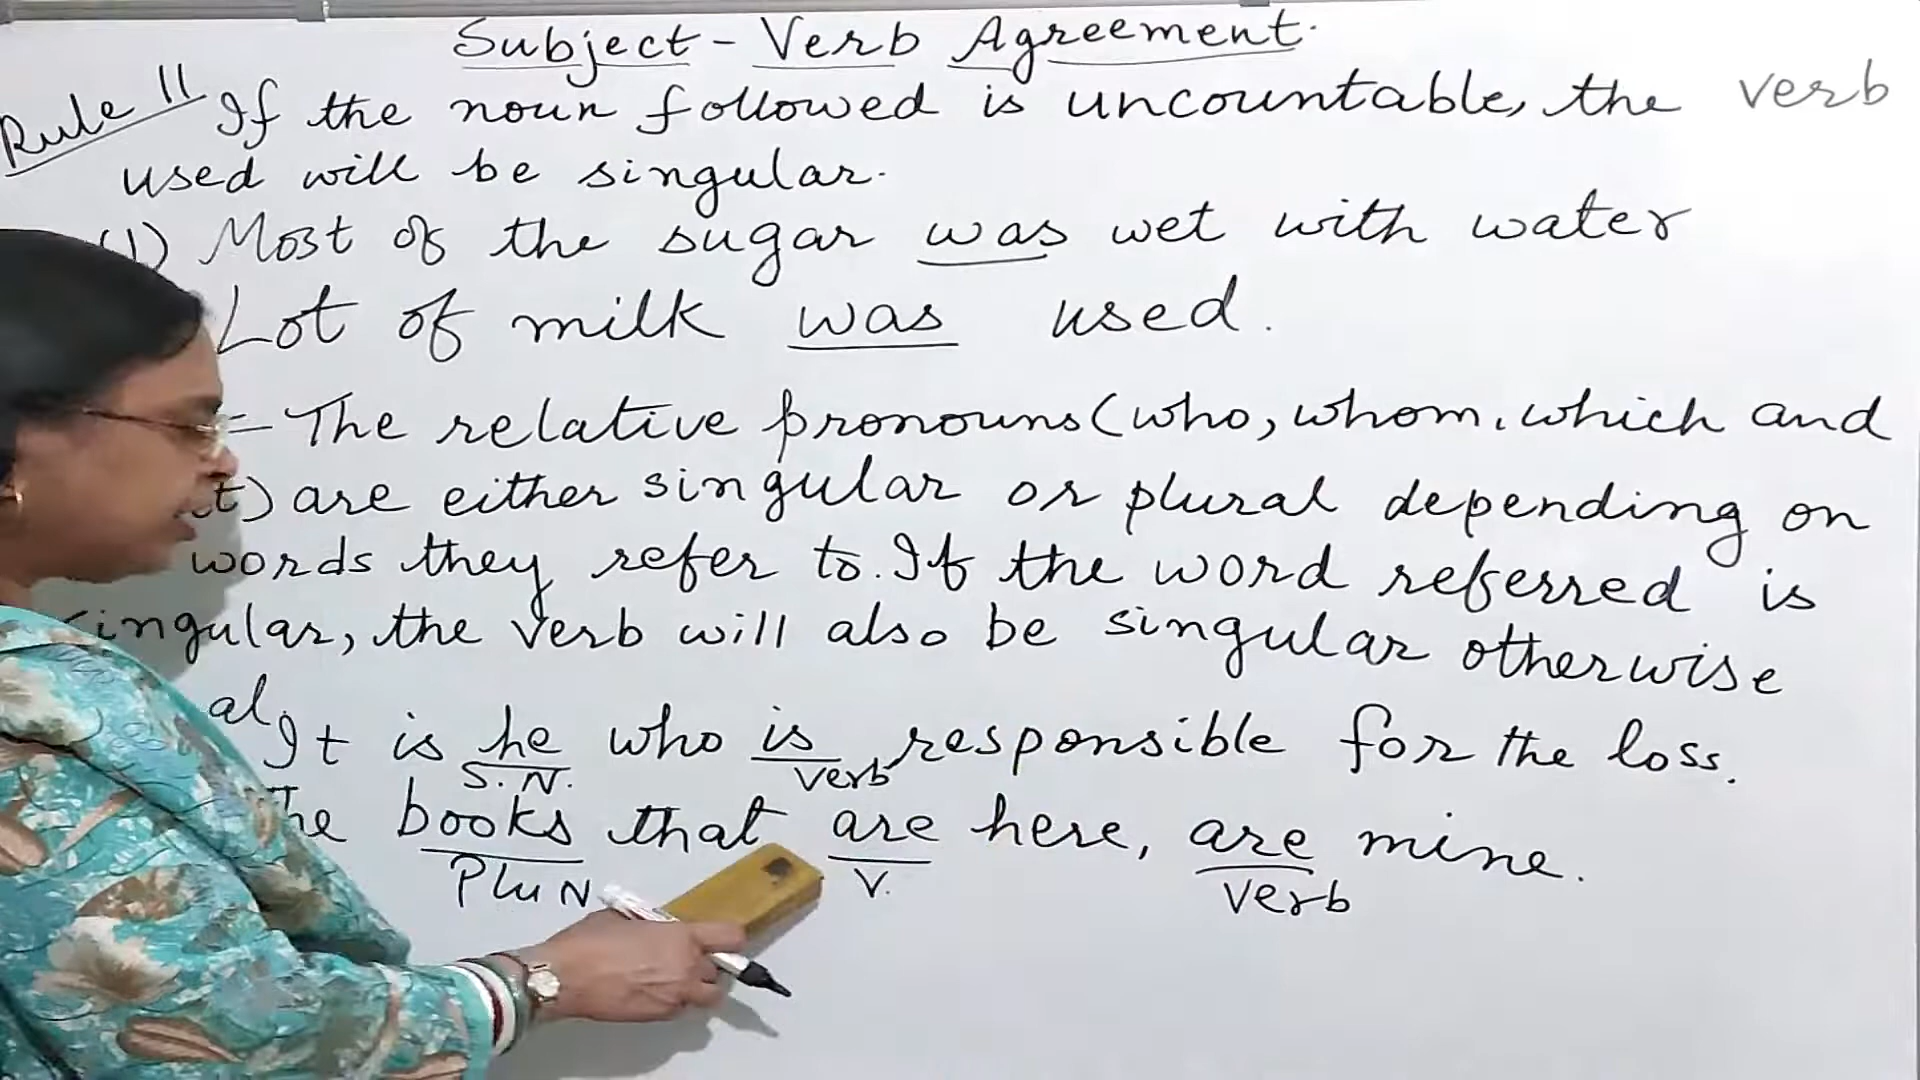 Subject - Verb Agreement.
Rule 11 If the noun followed is uncountable, the verb
used will be singular.
(1) Most of the sugar was wet with water
Lot of milk was used.
= The relative pronouns (who, whom, which and
t) are either singular or plural depending on
words they refer to. If the word referred is
singular, the verb will also be singular otherwise
al.
It is he who is responsible for the loss.
S. N. verb
The books that are here, are mine.
Plu N V. Verb